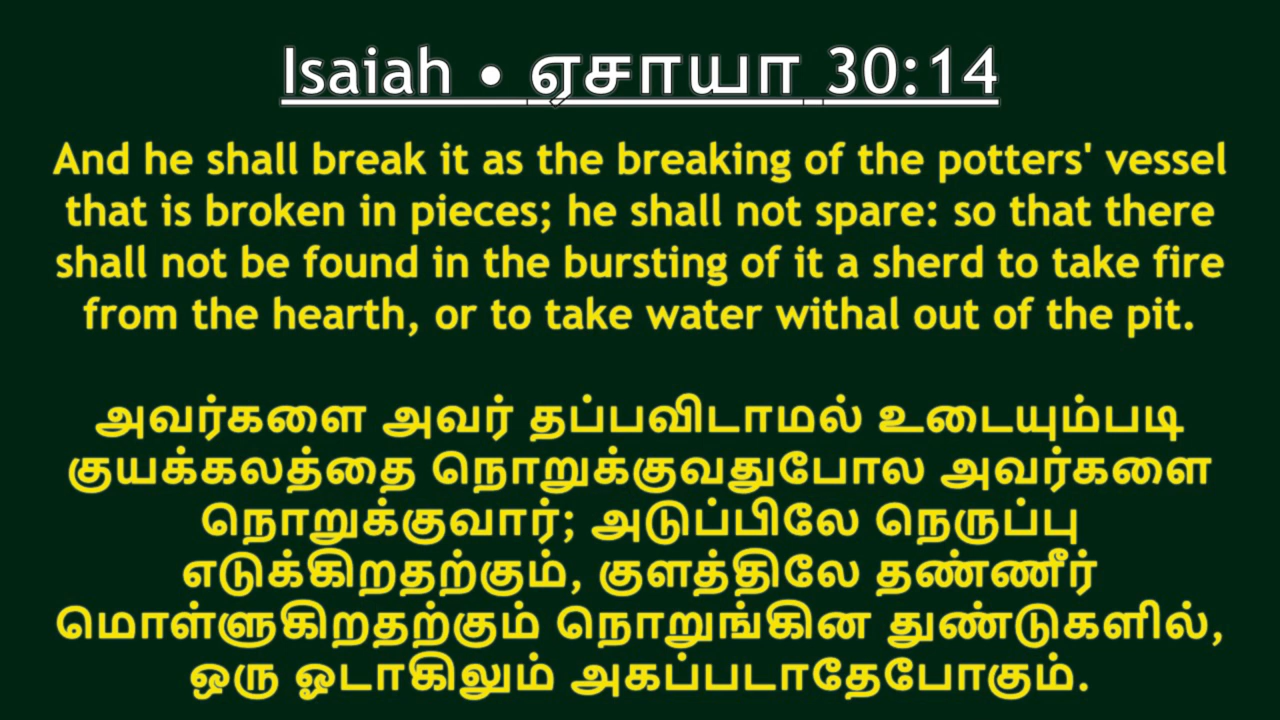 Isaiah • ஏசாயா 30:14
And he shall break it as the breaking of the potters' vessel
that is broken in pieces; he shall not spare: so that there
shall not be found in the bursting of it a sherd to take fire
from the hearth, or to take water withal out of the pit.
அவர்களை அவர் தப்பவிடாமல் உடையும்படி
குயக்கலத்தை நொறுக்குவதுபோல அவர்களை
நொறுக்குவார்; அடுப்பிலே நெருப்பு
எடுக்கிறதற்கும், குளத்திலே தண்ணீர்
மொள்ளுகிறதற்கும் நொறுங்கின துண்டுகளில்,
ஒரு ஓடாகிலும் அகப்படாதேபோகும்.